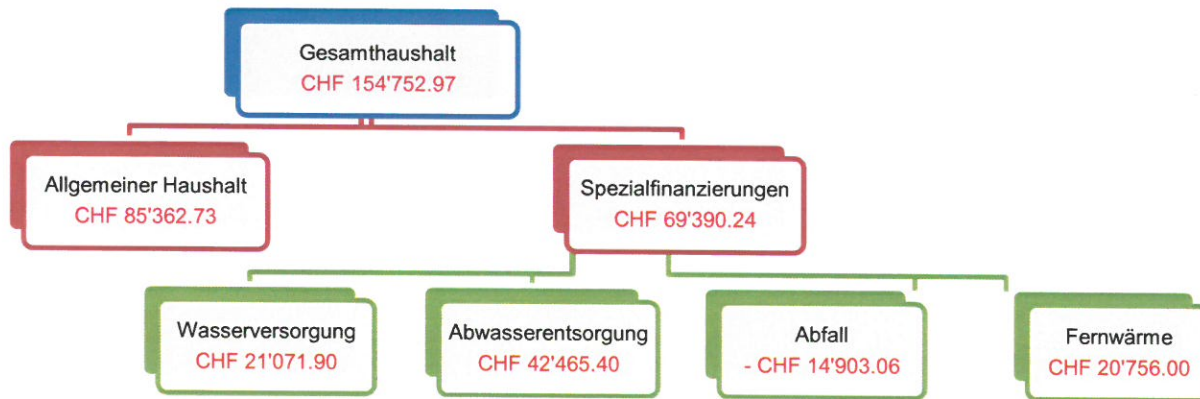 Gesamthaushalt
CHF 154'752.97
Allgemeiner Haushalt
CHF 85'362.73
Spezialfinanzierungen
CHF 69'390.24
Wasserversorgung
CHF 21'071.90
Abwasserentsorgung
CHF 42'465.40
Abfall
- CHF 14'903.06
Fernwärme
CHF 20'756.00